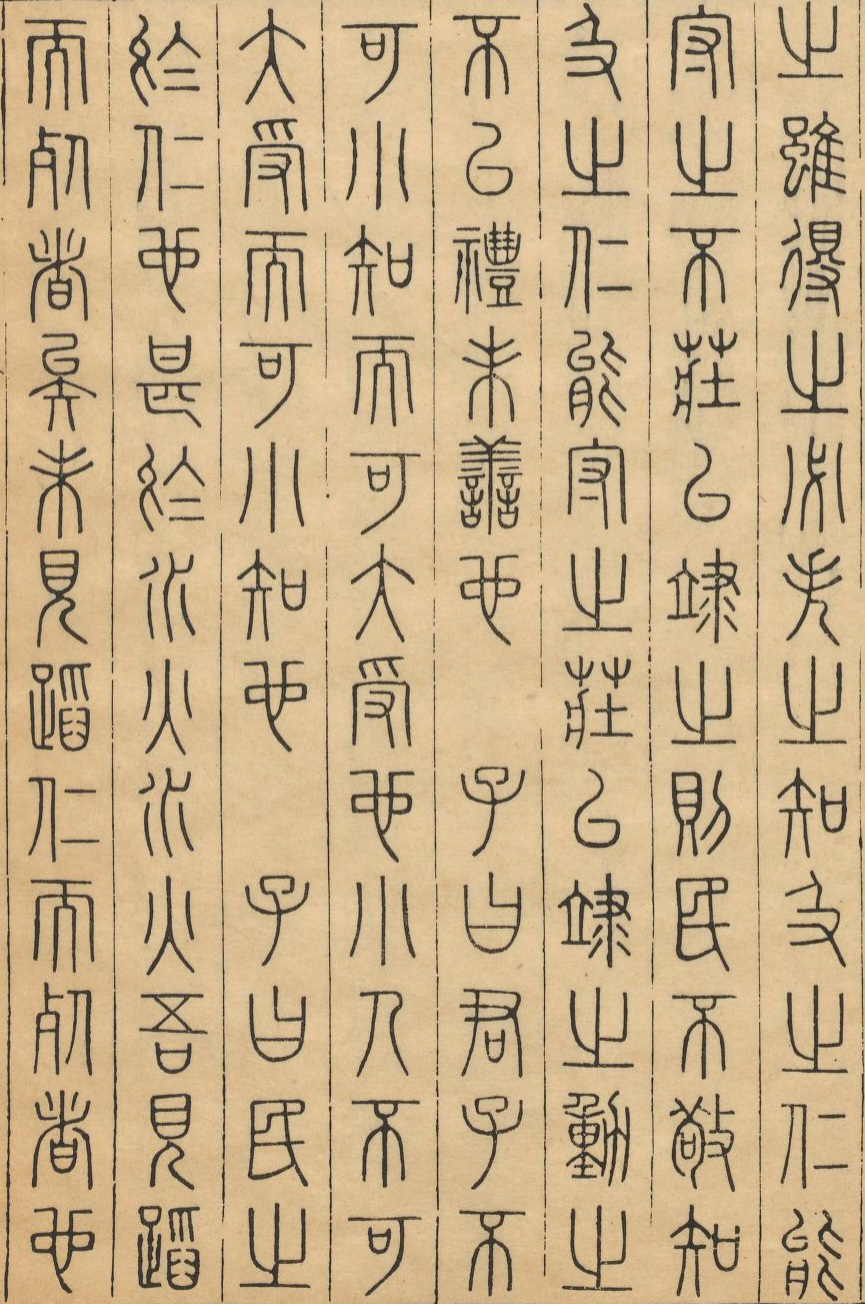 之雖得之必失之知及之仁能
守之不莊以䇐之則民不敬知
及之仁能守之莊以䇐之動之
不以禮未譱也　子曰君子不
可小知而可大受也小人不可
大受而可小知也　子曰民之
於仁也甚於水火水火吾見蹈
而死者矣未見蹈仁而死者也